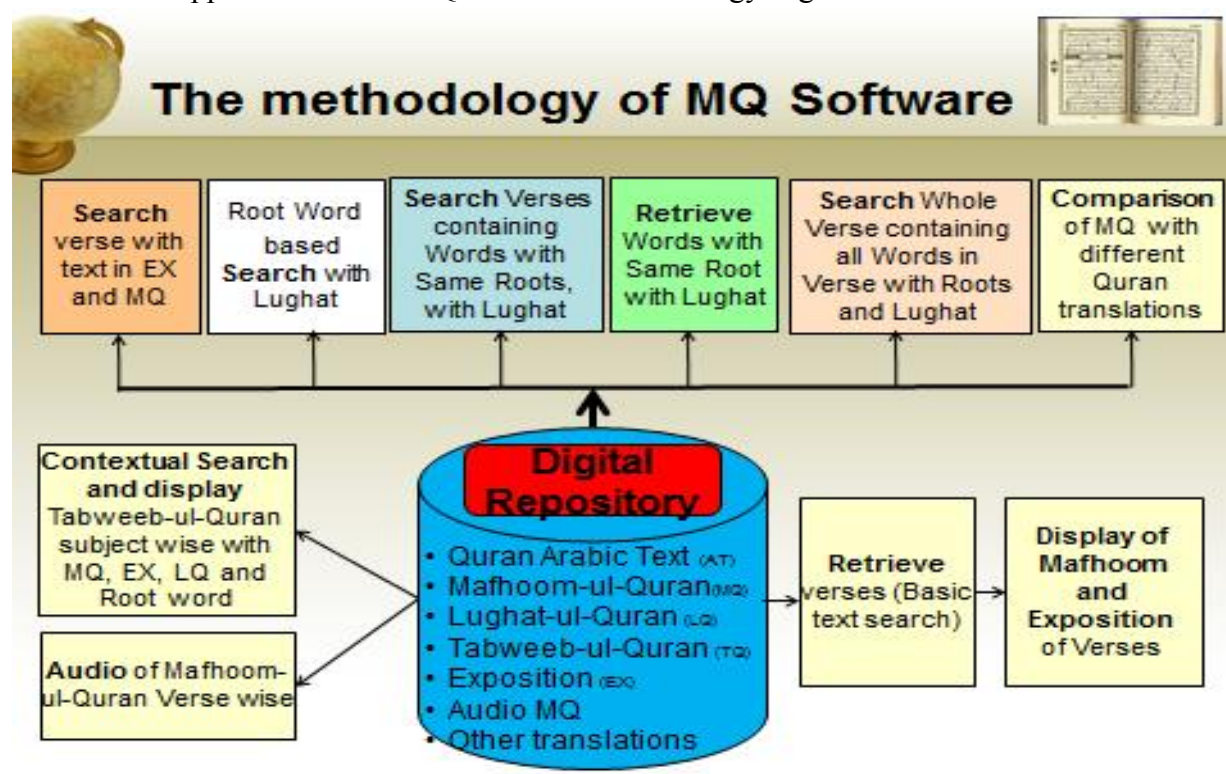 The methodology of MQ Software
Search
verse with
text in EX
and MQ
Root Word
based
Search with
Lughat
Search Verses
containing
Words with
Same Roots,
with Lughat
Retrieve
Words with
Same Root
with Lughat
Search Whole
Verse containing
all Words in
Verse with Roots
and Lughat
Comparison
of MQ with
different
Quran
translations
Contextual Search
and display
Tabweeb-ul-Quran
subject wise with
MQ, EX, LQ and
Root word
Audio of Mafhoom-
ul-Quran Verse wise
Digital
Repository
• Quran Arabic Text (AT)
• Mafhoom-ul-Quran(MQ)
• Lughat-ul-Quran (LQ)
• Tabweeb-ul-Quran (TQ)
• Exposition (EX)
• Audio MQ
• Other translations
Retrieve
verses (Basic
text search)
Display of
Mafhoom
and
Exposition
of Verses